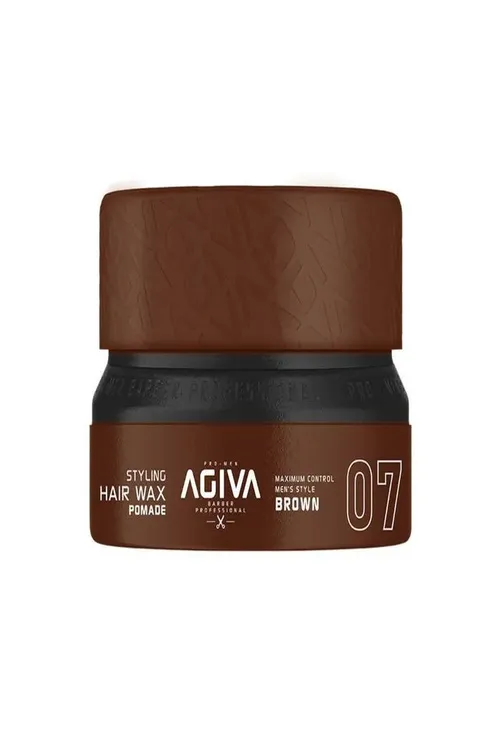 STYLING
HAIR WAX
POMADE
PRO-MEN
AGIVA
BARBER
PROFESSIONAL
MAXIMUM CONTROL
MEN'S STYLE
BROWN
07